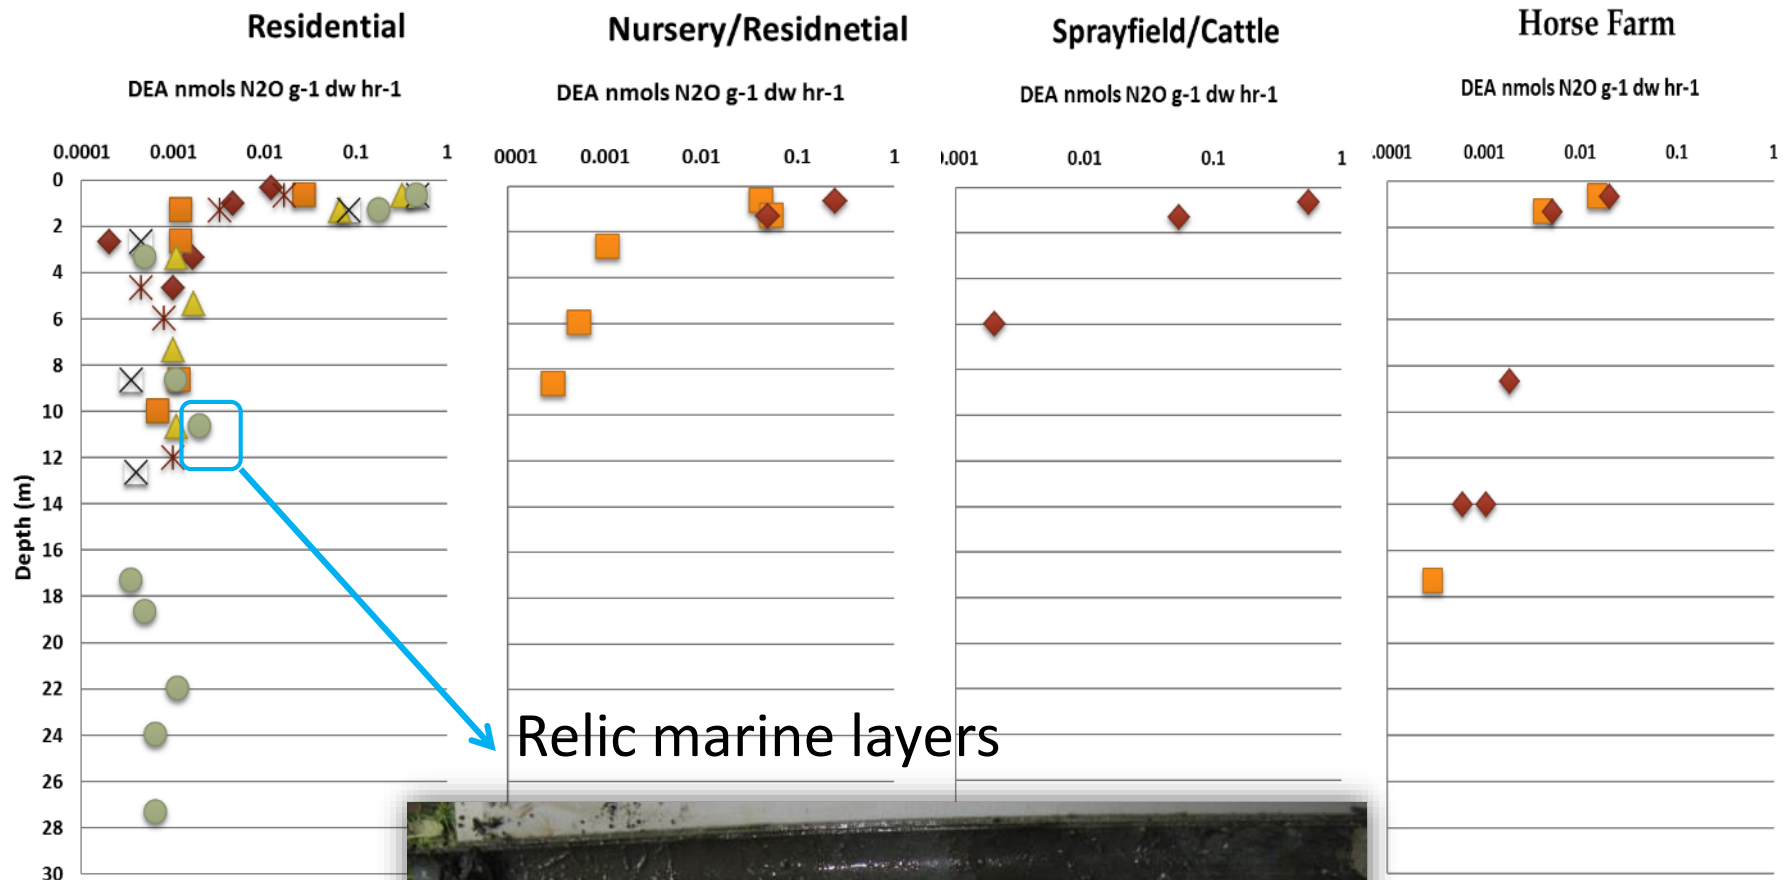 Residential
Nursery/Residnetial
Sprayfield/Cattle
Horse Farm
DEA nmols N2O g-1 dw hr-1
DEA nmols N2O g-1 dw hr-1
DEA nmols N2O g-1 dw hr-1
DEA nmols N2O g-1 dw hr-1
0.0001 0.001 0.01 0.1 1
0001 0.001 0.01 0.1 1
.001 0.01 0.1 1
.0001 0.001 0.01 0.1 1
0
2
4
6
8
10
12
14
16
18
20
22
24
26
28
30
Depth (m)
Relic marine layers